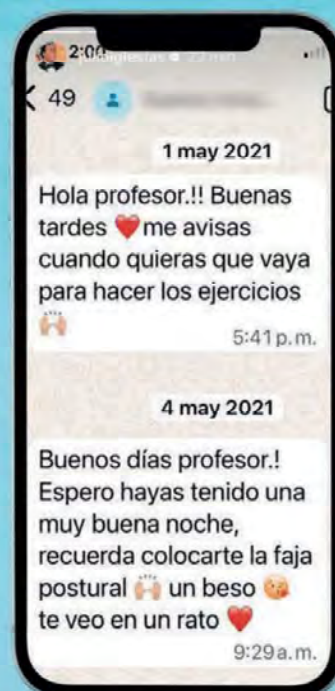 2:00
49
1 may 2021
Hola profesor.!! Buenas
tardes ❤️me avisas
cuando quieras que vaya
para hacer los ejercicios
🙌🏻
5:41 p.m.
4 may 2021
Buenos días profesor.!
Espero hayas tenido una
muy buena noche,
recuerda colocarte la faja
postural 🙌🏻 un beso 😘
te veo en un rato ❤️
9:29 a.m.